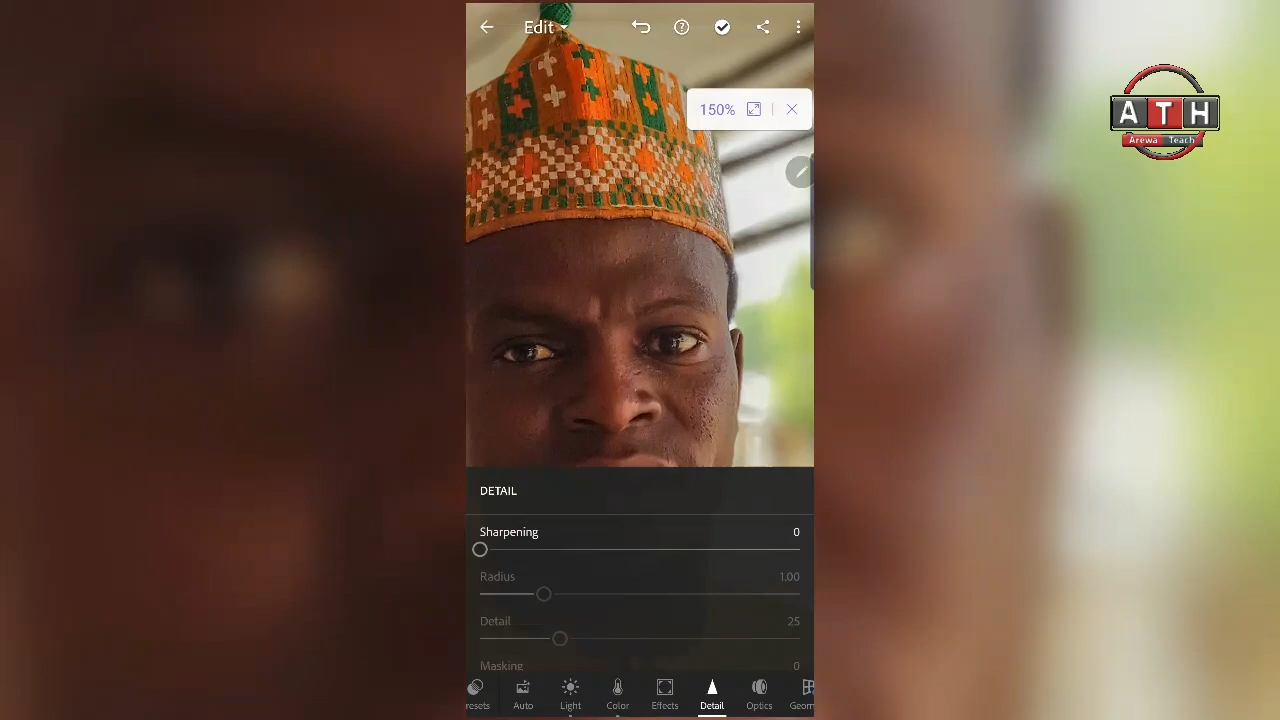 Edit
150%
ATH
Arewa Teach
DETAIL
Sharpening 0
Radius 1.00
Detail 25
Masking 0
resets Auto Light Color Effects Detail Optics Geom